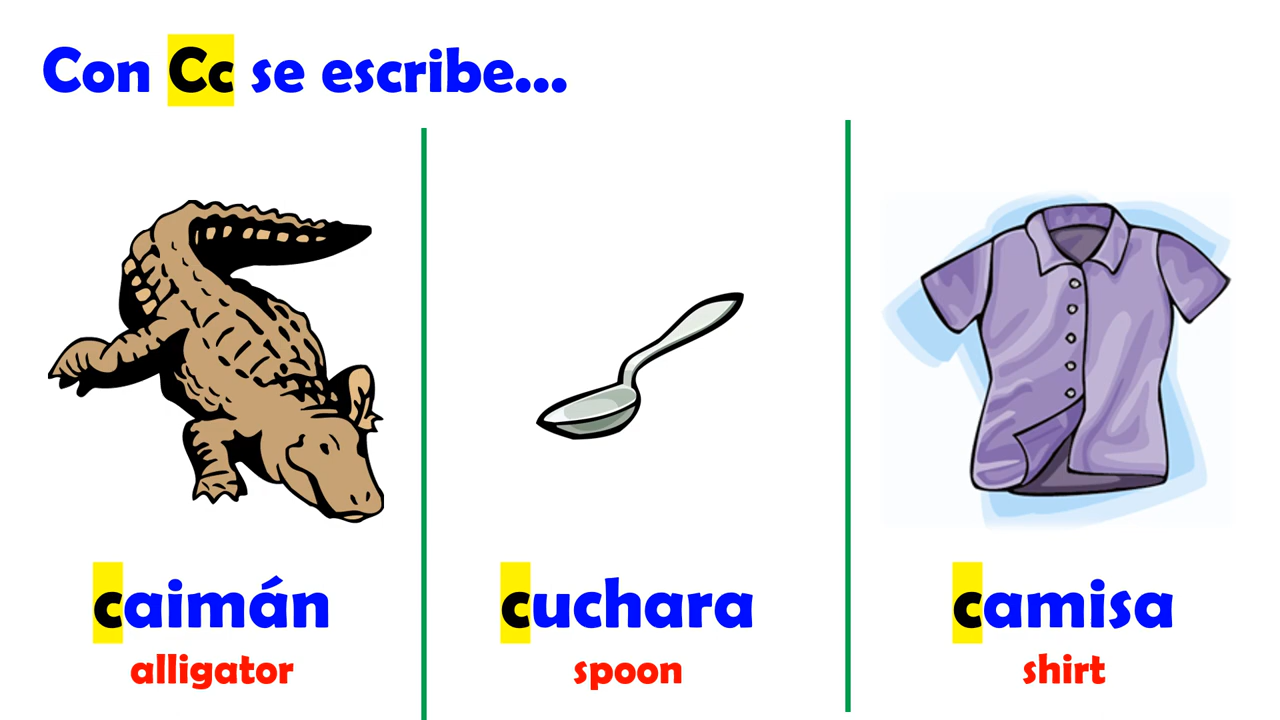 Con Cc se escribe...
caimán
alligator
cuchara
spoon
camisa
shirt